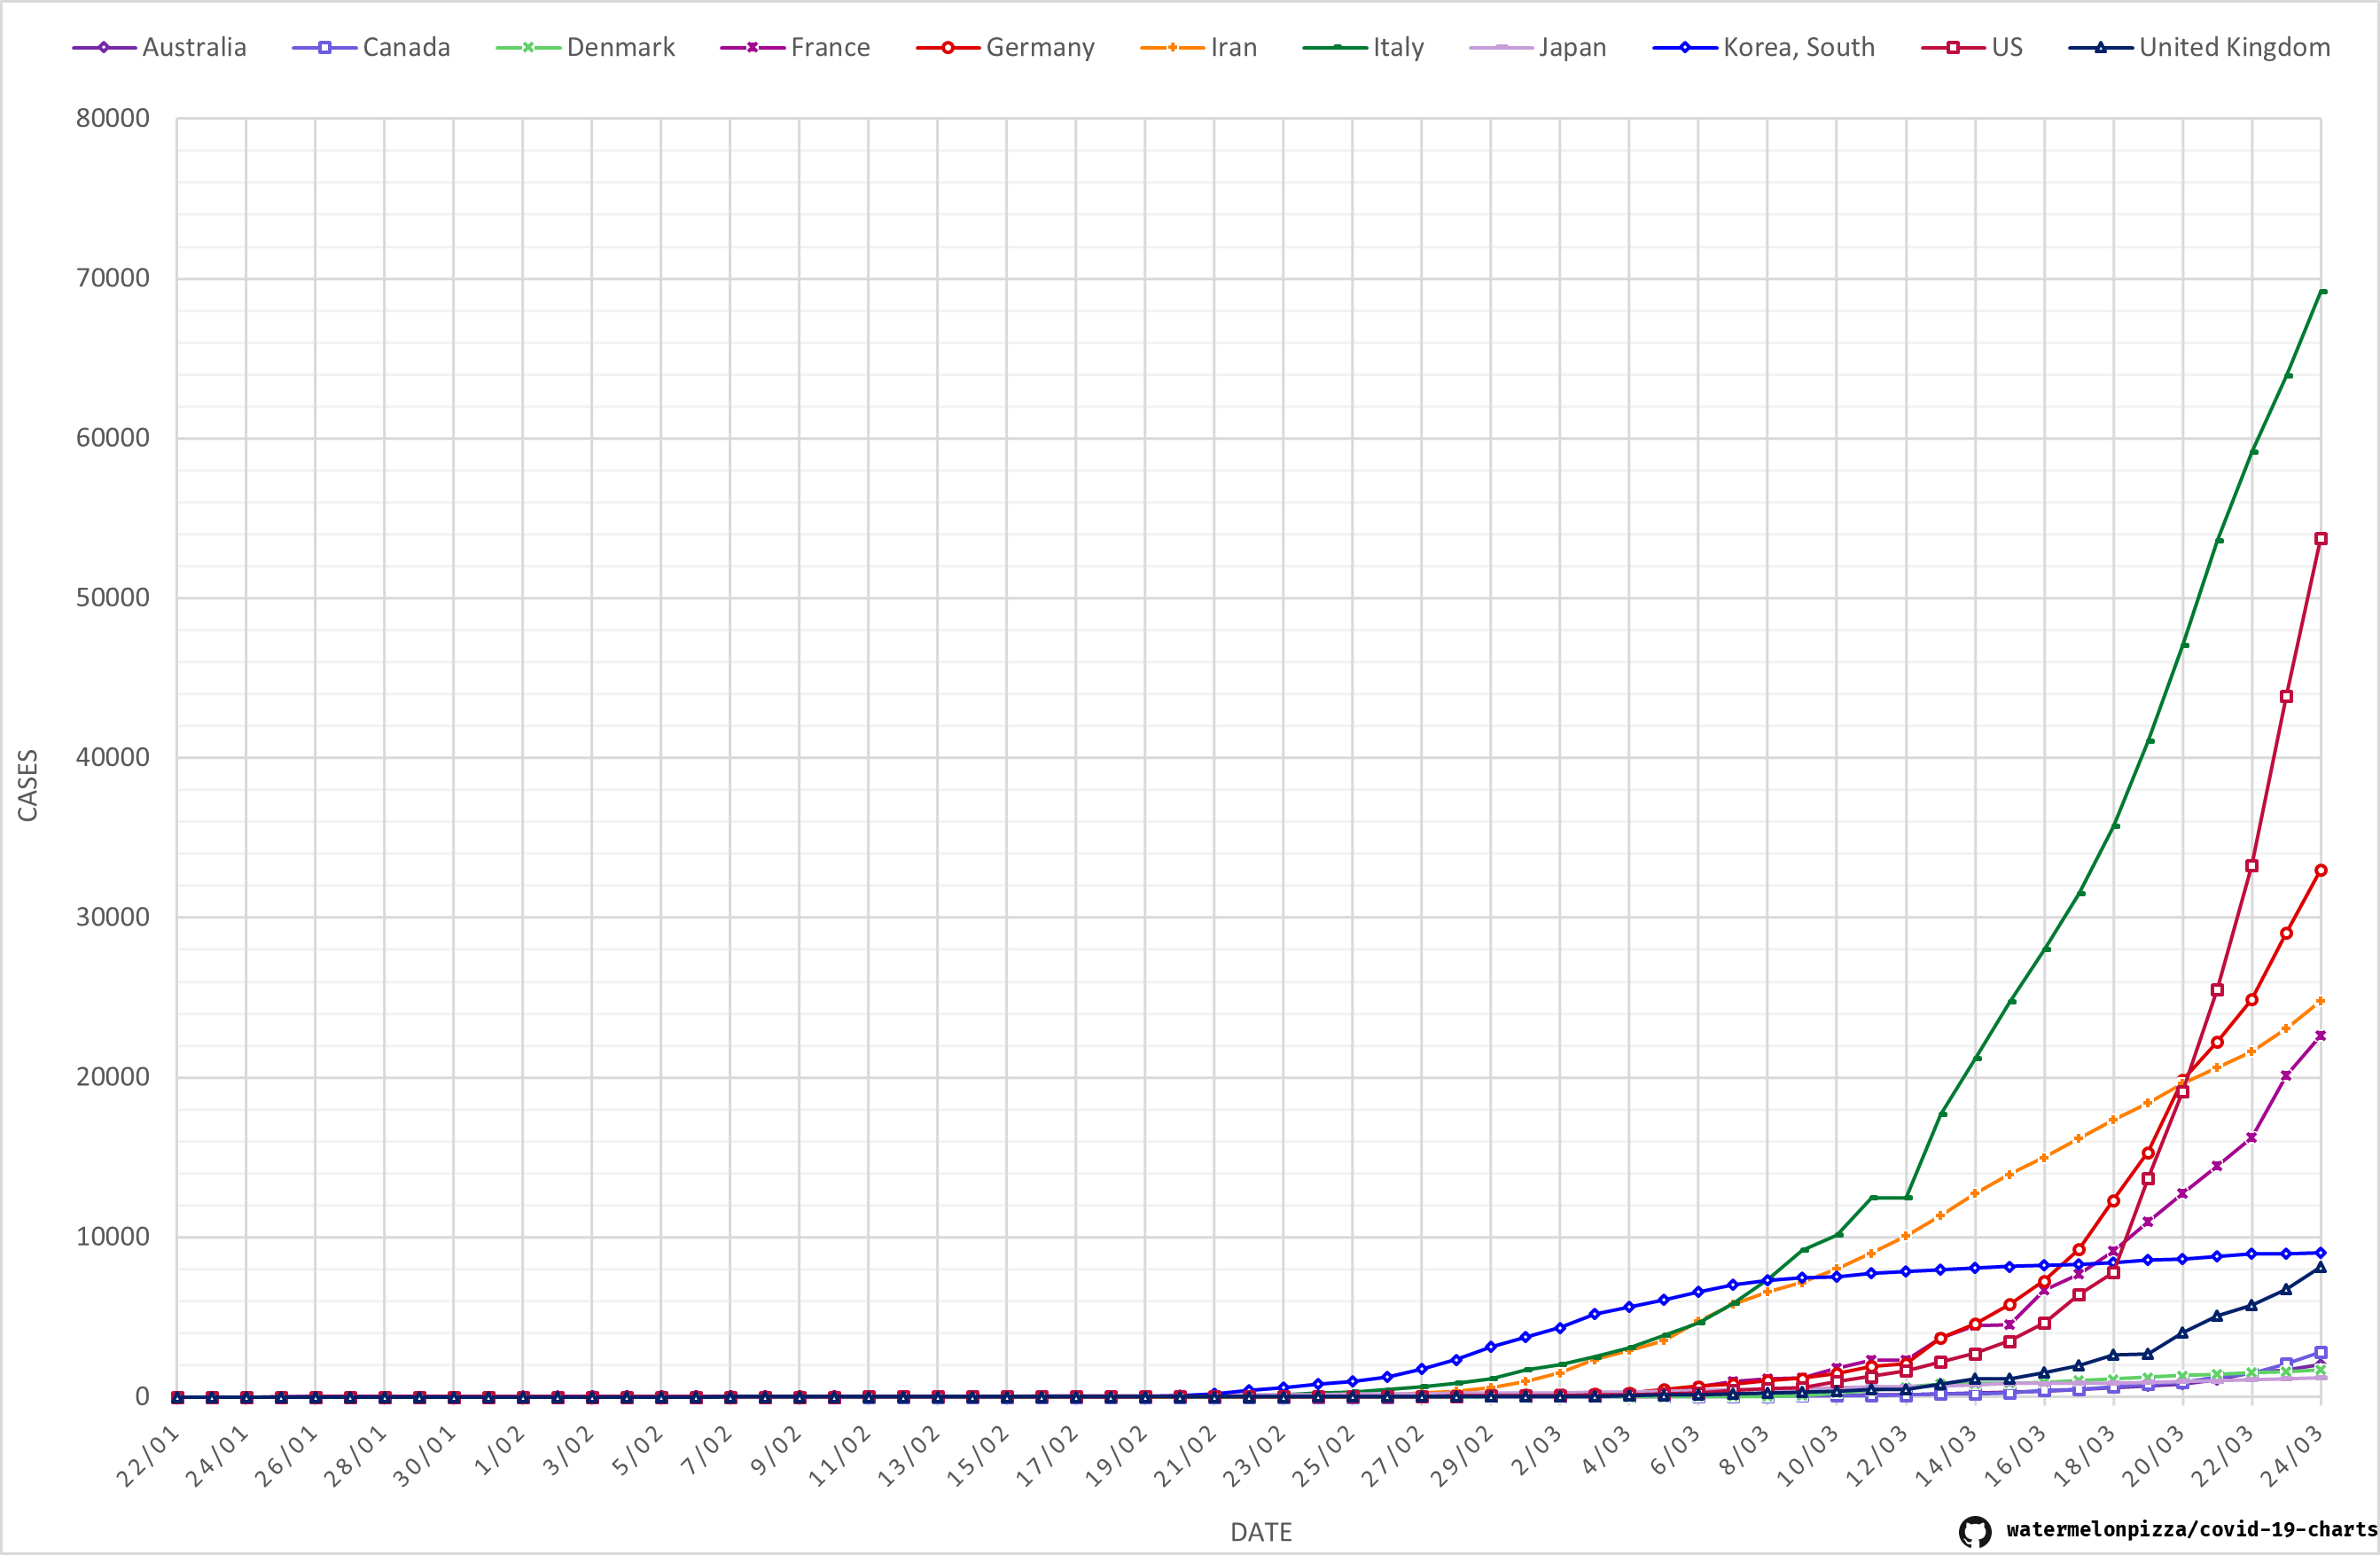 Australia Canada Denmark France Germany Iran Italy Japan Korea, South US United Kingdom
80000
70000
60000
50000
40000
30000
20000
10000
0
CASES
22/01 24/01 26/01 28/01 30/01 1/02 3/02 5/02 7/02 9/02 11/02 13/02 15/02 17/02 19/02 21/02 23/02 25/02 27/02 29/02 2/03 4/03 6/03 8/03 10/03 12/03 14/03 16/03 18/03 20/03 22/03 24/03
DATE
watermelonpizza/covid-19-charts